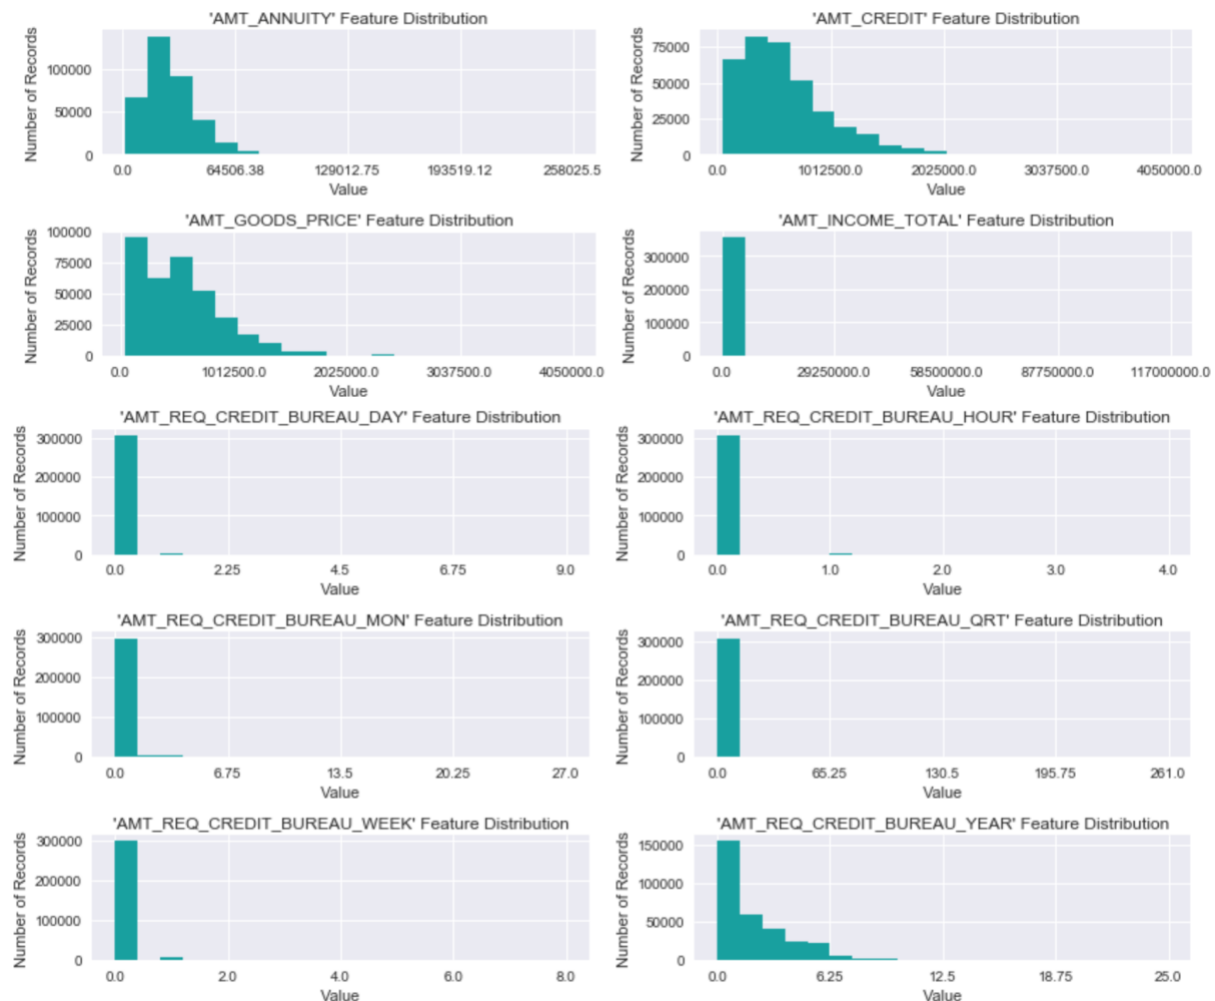 'AMT_ANNUITY' Feature Distribution
Number of Records
100000
50000
0
0.0 64506.38 129012.75 193519.12 258025.5
Value
'AMT_CREDIT' Feature Distribution
Number of Records
75000
50000
25000
0
0.0 1012500.0 2025000.0 3037500.0 4050000.0
Value
'AMT_GOODS_PRICE' Feature Distribution
Number of Records
100000
75000
50000
25000
0
0.0 1012500.0 2025000.0 3037500.0 4050000.0
Value
'AMT_INCOME_TOTAL' Feature Distribution
Number of Records
300000
200000
100000
0
0.0 29250000.0 58500000.0 87750000.0 117000000.0
Value
'AMT_REQ_CREDIT_BUREAU_DAY' Feature Distribution
Number of Records
300000
200000
100000
0
0.0 2.25 4.5 6.75 9.0
Value
'AMT_REQ_CREDIT_BUREAU_HOUR' Feature Distribution
Number of Records
300000
200000
100000
0
0.0 1.0 2.0 3.0 4.0
Value
'AMT_REQ_CREDIT_BUREAU_MON' Feature Distribution
Number of Records
300000
200000
100000
0
0.0 6.75 13.5 20.25 27.0
Value
'AMT_REQ_CREDIT_BUREAU_QRT' Feature Distribution
Number of Records
300000
200000
100000
0
0.0 65.25 130.5 195.75 261.0
Value
'AMT_REQ_CREDIT_BUREAU_WEEK' Feature Distribution
Number of Records
300000
200000
100000
0
0.0 2.0 4.0 6.0 8.0
Value
'AMT_REQ_CREDIT_BUREAU_YEAR' Feature Distribution
Number of Records
150000
100000
50000
0
0.0 6.25 12.5 18.75 25.0
Value